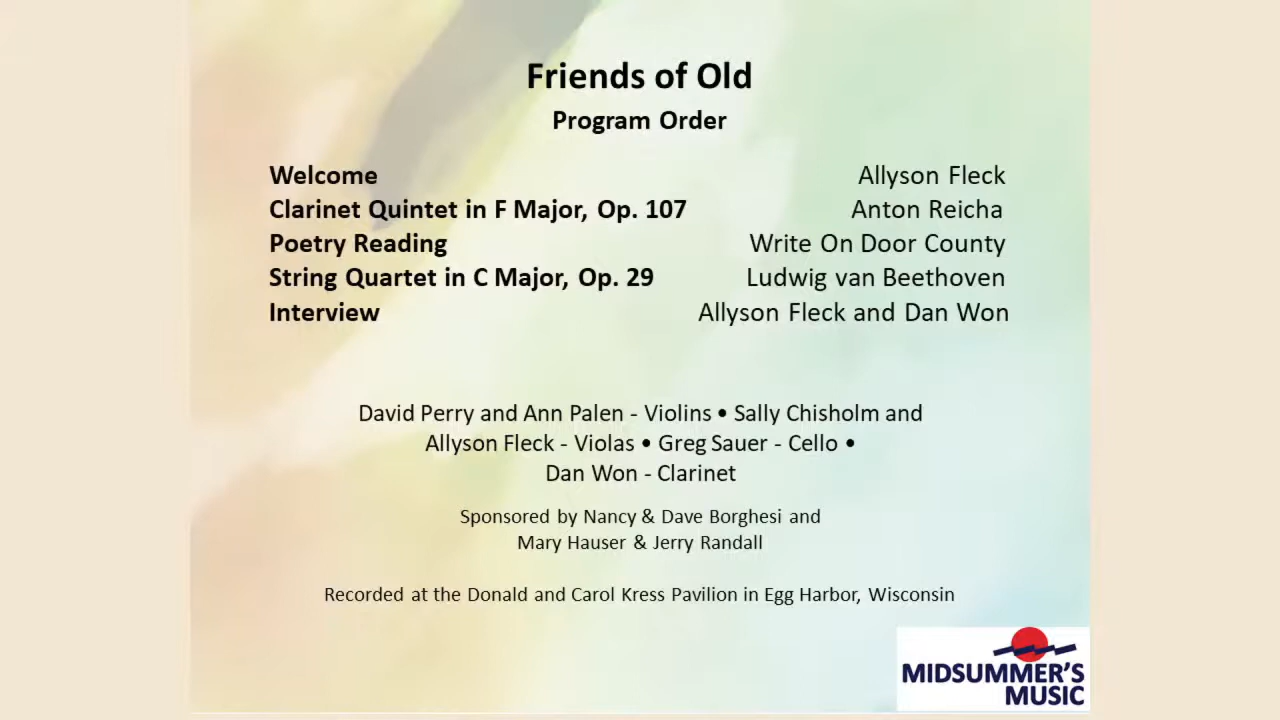 Friends of Old
Program Order
Welcome Allyson Fleck
Clarinet Quintet in F Major, Op. 107 Anton Reicha
Poetry Reading Write On Door County
String Quartet in C Major, Op. 29 Ludwig van Beethoven
Interview Allyson Fleck and Dan Won
David Perry and Ann Palen - Violins • Sally Chisholm and
Allyson Fleck - Violas • Greg Sauer - Cello •
Dan Won - Clarinet
Sponsored by Nancy & Dave Borghesi and
Mary Hauser & Jerry Randall
Recorded at the Donald and Carol Kress Pavilion in Egg Harbor, Wisconsin
MIDSUMMER'S
MUSIC